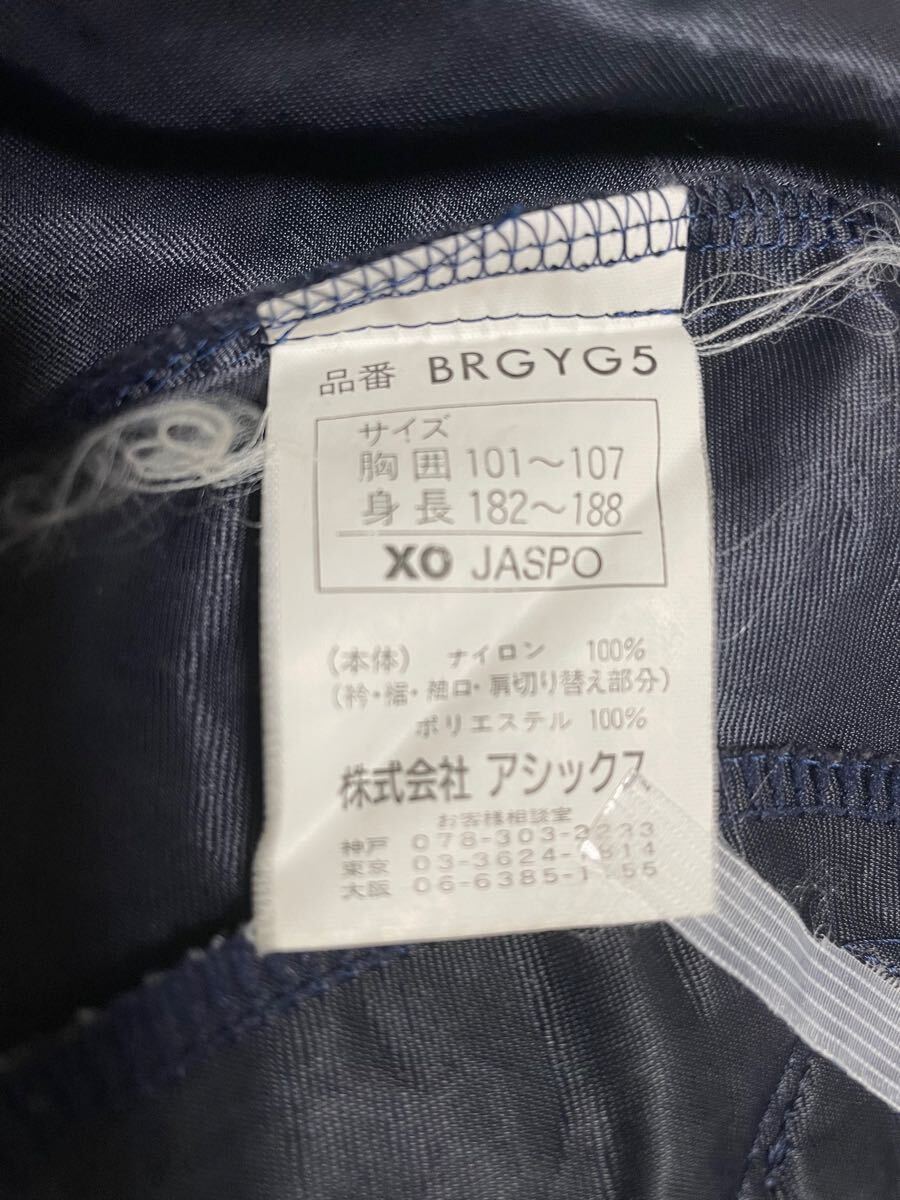 品番 BRGYG5
サイズ
胸囲 101～107
身長 182～188
XO JASPO
(本体) ナイロン 100%
(衿・裾・袖口・肩切り替え部分)
ポリエステル 100%
株式会社 アシックス
お客様相談室
神戸 078-303-2233
東京 03-3624-1814
大阪